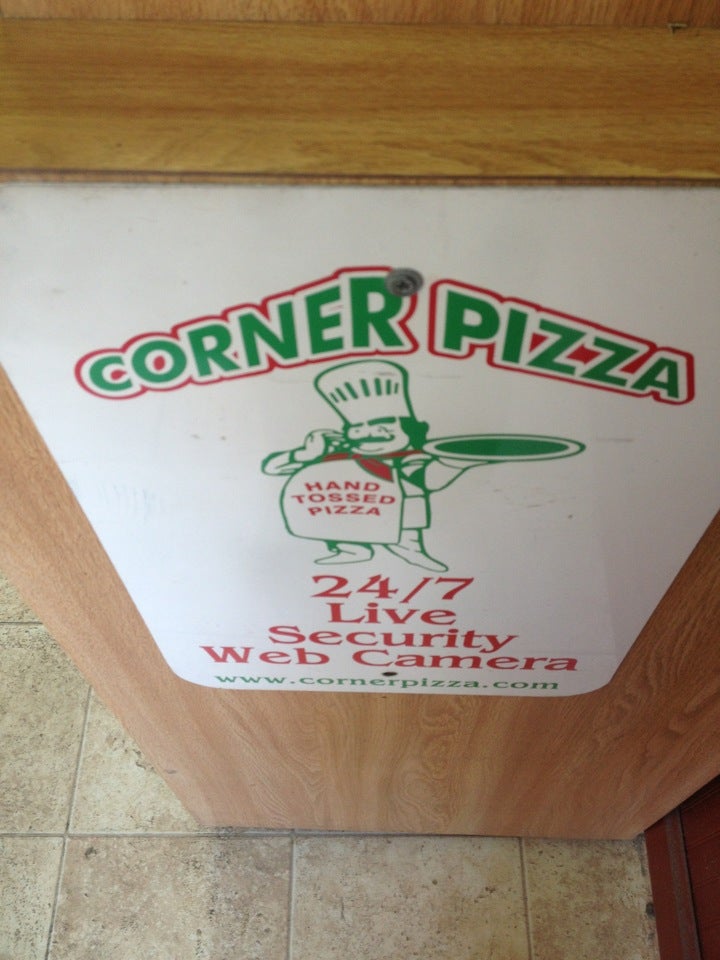 CORNER PIZZA
HAND
TOSSED
PIZZA
24/7
Live
Security
Web Camera
www.cornerpizza.com